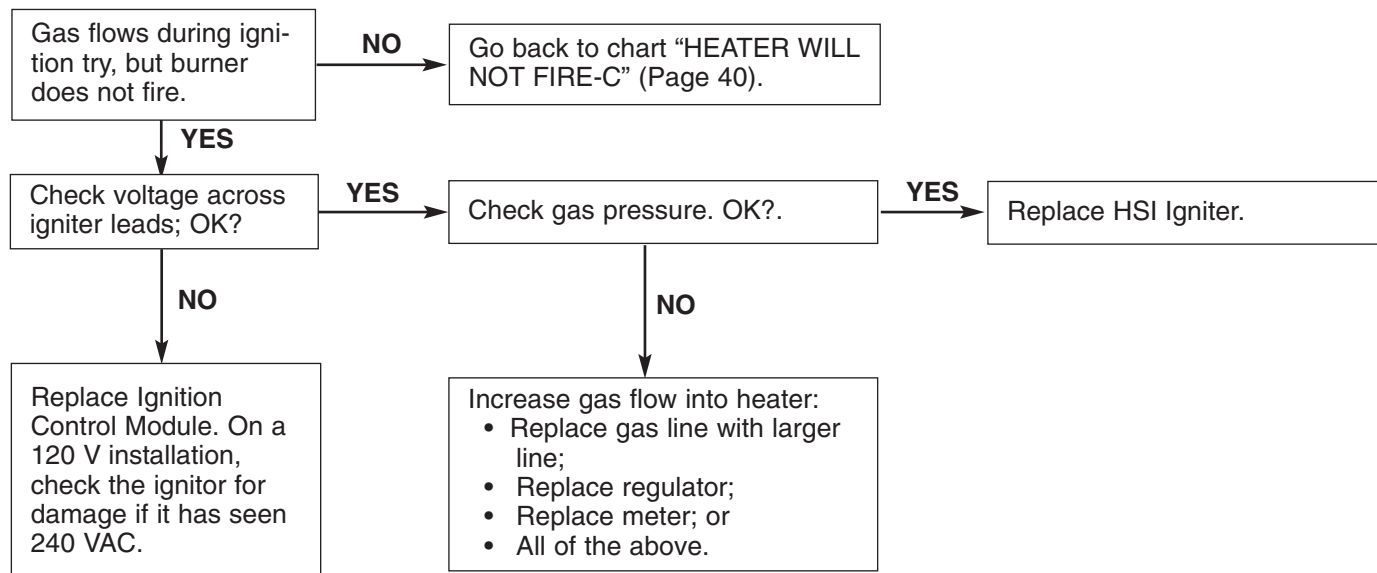 Gas flows during igni-
tion try, but burner
does not fire.
NO
Go back to chart “HEATER WILL
NOT FIRE-C” (Page 40).
YES
Check voltage across
igniter leads; OK?
YES
Check gas pressure. OK?.
YES
Replace HSI Igniter.
NO
NO
Replace Ignition
Control Module. On a
120 V installation,
check the ignitor for
damage if it has seen
240 VAC.
Increase gas flow into heater:
• Replace gas line with larger
line;
• Replace regulator;
• Replace meter; or
• All of the above.